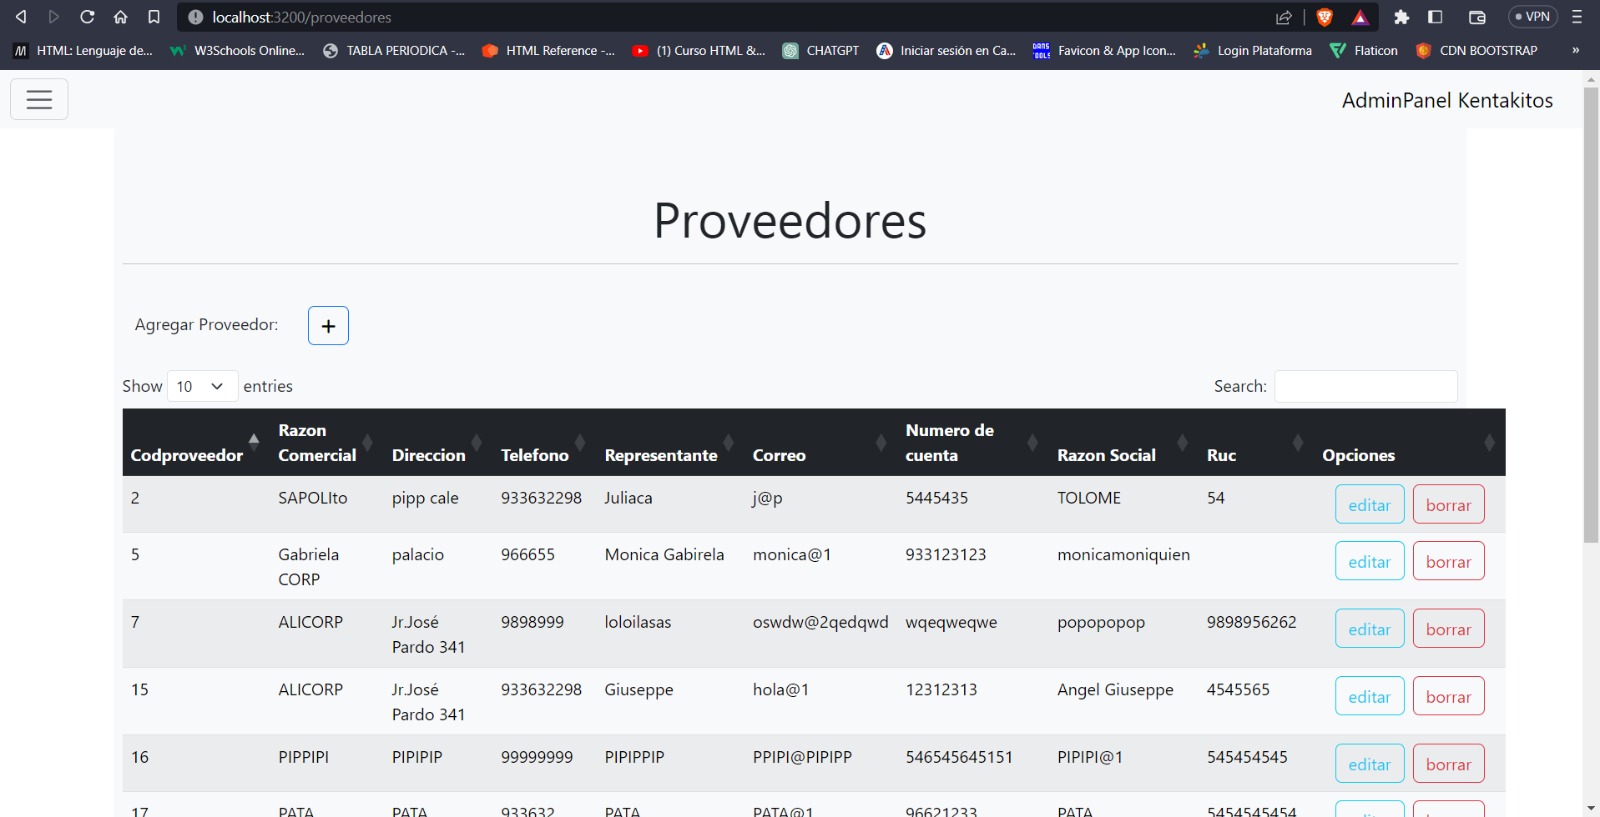 localhost:3200/proveedores
VPN
M HTML: Lenguaje de... W3Schools Online... TABLA PERIODICA -... HTML Reference -... (1) Curso HTML &... CHATGPT Iniciar sesión en Ca... DANS TOOLS Favicon & App Icon... Login Plataforma Flaticon CDN BOOTSTRAP »
AdminPanel Kentakitos
Proveedores
Agregar Proveedor: +
Show 10 entries Search:
Codproveedor Razon Comercial Direccion Telefono Representante Correo Numero de cuenta Razon Social Ruc Opciones
2 SAPOLIto pipp cale 933632298 Juliaca j@p 5445435 TOLOME 54 editar borrar
5 Gabriela CORP palacio 966655 Monica Gabirela monica@1 933123123 monicamoniquien editar borrar
7 ALICORP Jr.José Pardo 341 9898999 loloilasas oswdw@2qedqwd wqeqweqwe popopopop 9898956262 editar borrar
15 ALICORP Jr.José Pardo 341 933632298 Giuseppe hola@1 12312313 Angel Giuseppe 4545565 editar borrar
16 PIPPIPI PIPIPIP 99999999 PIPIPPIP PPIPI@PIPIPP 546545645151 PIPIPI@1 545454545 editar borrar
17 PATA PATA 933632 PATA PATA@1 96621233 PATA 5454545454